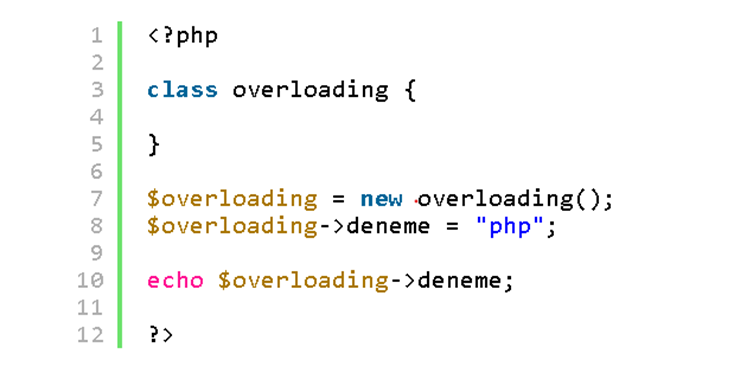 1 <?php
2
3 class overloading {
4
5 }
6
7 $overloading = new overloading();
8 $overloading->deneme = "php";
9
10 echo $overloading->deneme;
11
12 ?>